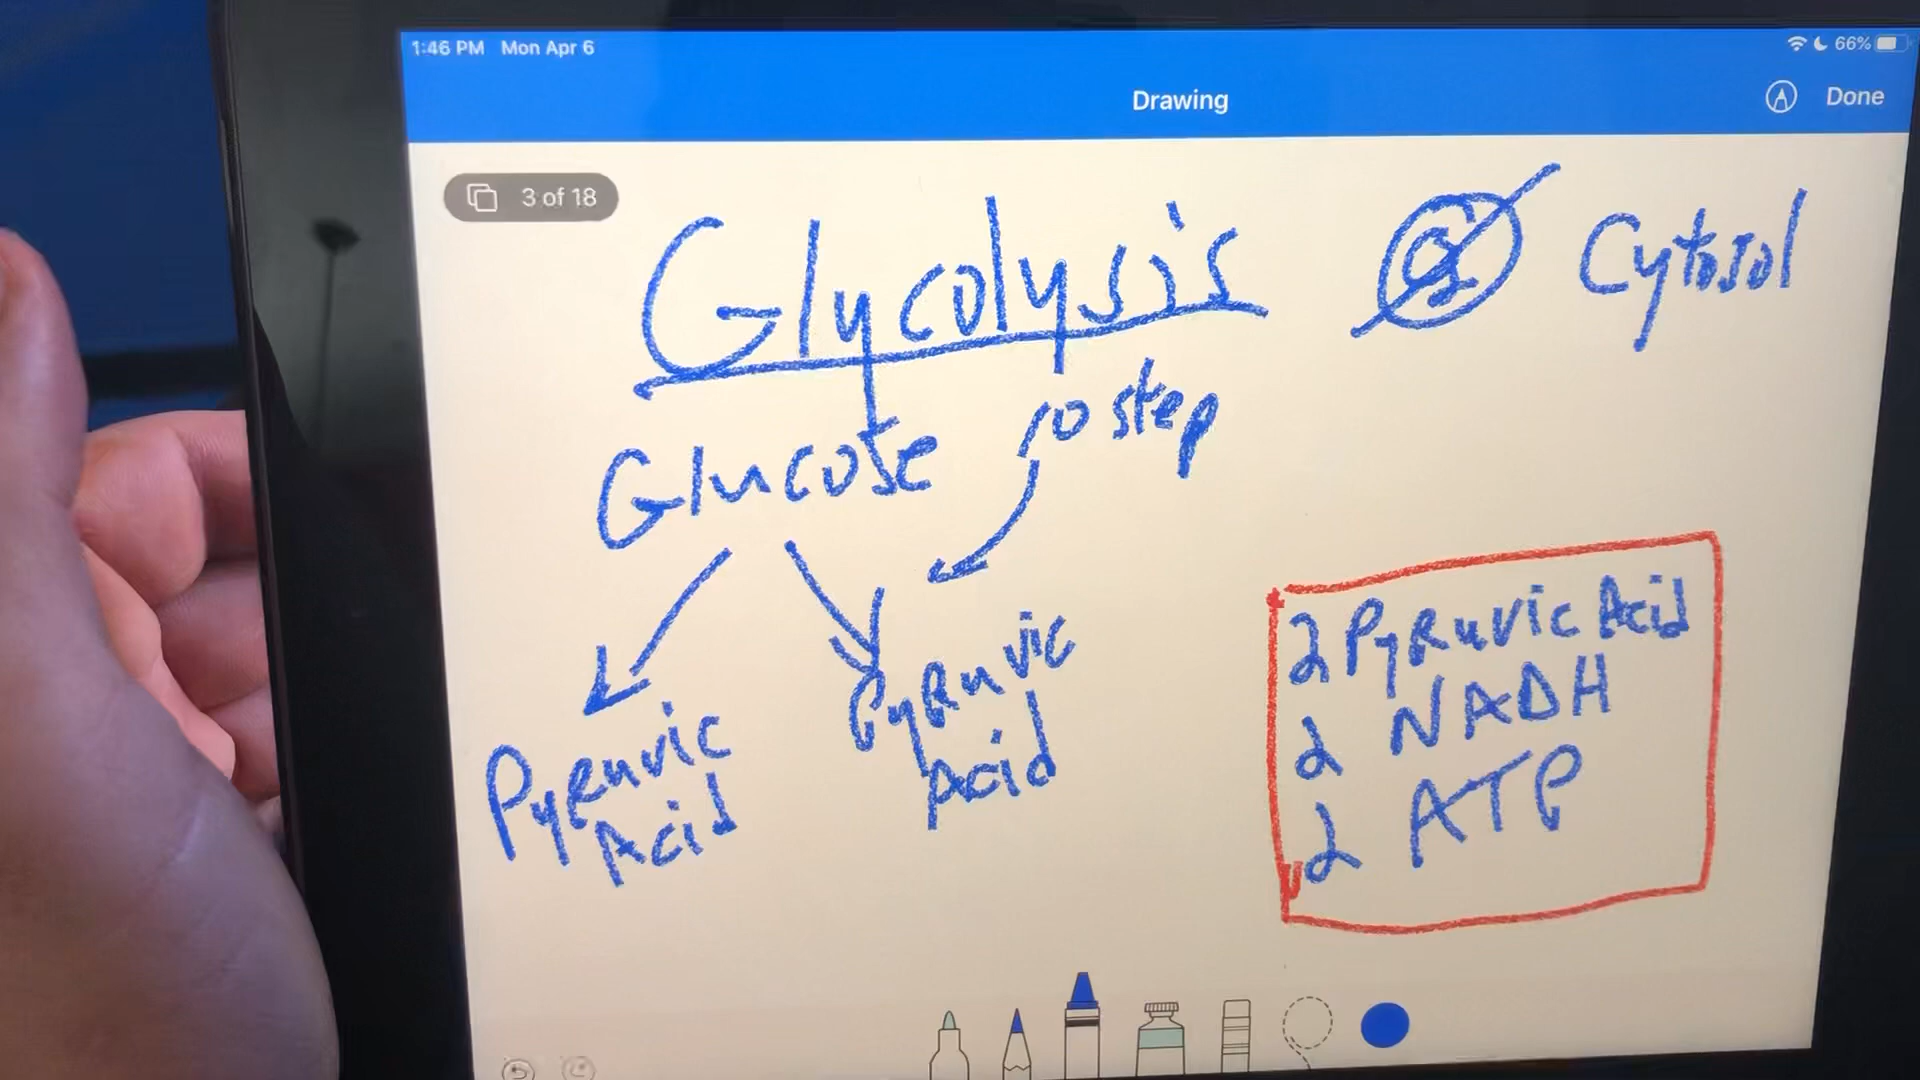 1:46 PM Mon Apr 6
66%
Drawing
Done
3 of 18
Glycolysis
O2
Cytosol
10 step
Glucose
Pyruvic
Acid
Pyruvic
Acid
2 Pyruvic Acid
2 NADH
2 ATP